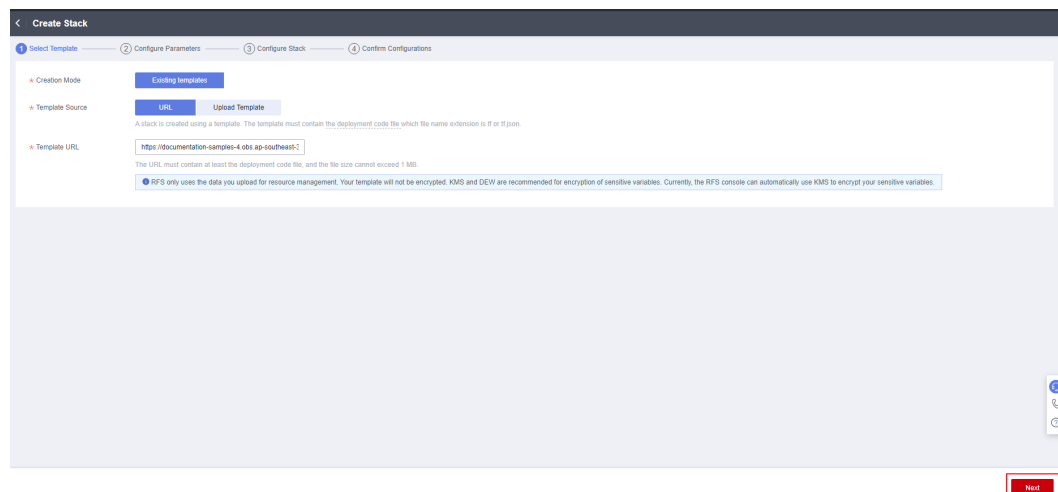 < Create Stack
1 Select Template 2 Configure Parameters 3 Configure Stack 4 Confirm Configurations
* Creation Mode Existing templates
* Template Source URL Upload Template
A stack is created using a template. The template must contain the deployment code file which file name extension is tf or tf.json.
* Template URL https://documentation-samples-4.obs.ap-southeast-3
The URL must contain at least the deployment code file, and the file size cannot exceed 1 MB.
RFS only uses the data you upload for resource management. Your template will not be encrypted. KMS and DEW are recommended for encryption of sensitive variables. Currently, the RFS console can automatically use KMS to encrypt your sensitive variables.
Next